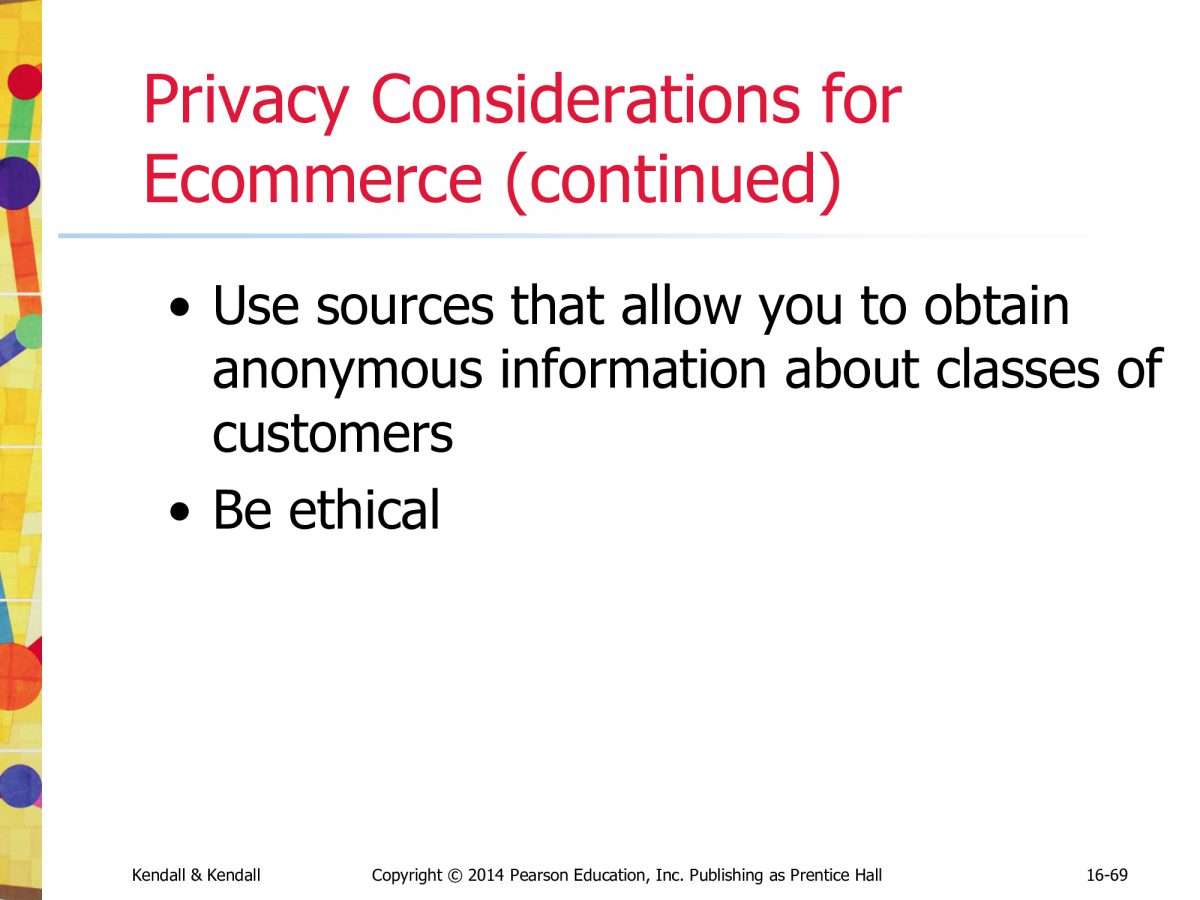 Privacy Considerations for
Ecommerce (continued)
• Use sources that allow you to obtain
anonymous information about classes of
customers
• Be ethical
Kendall & Kendall Copyright © 2014 Pearson Education, Inc. Publishing as Prentice Hall 16-69